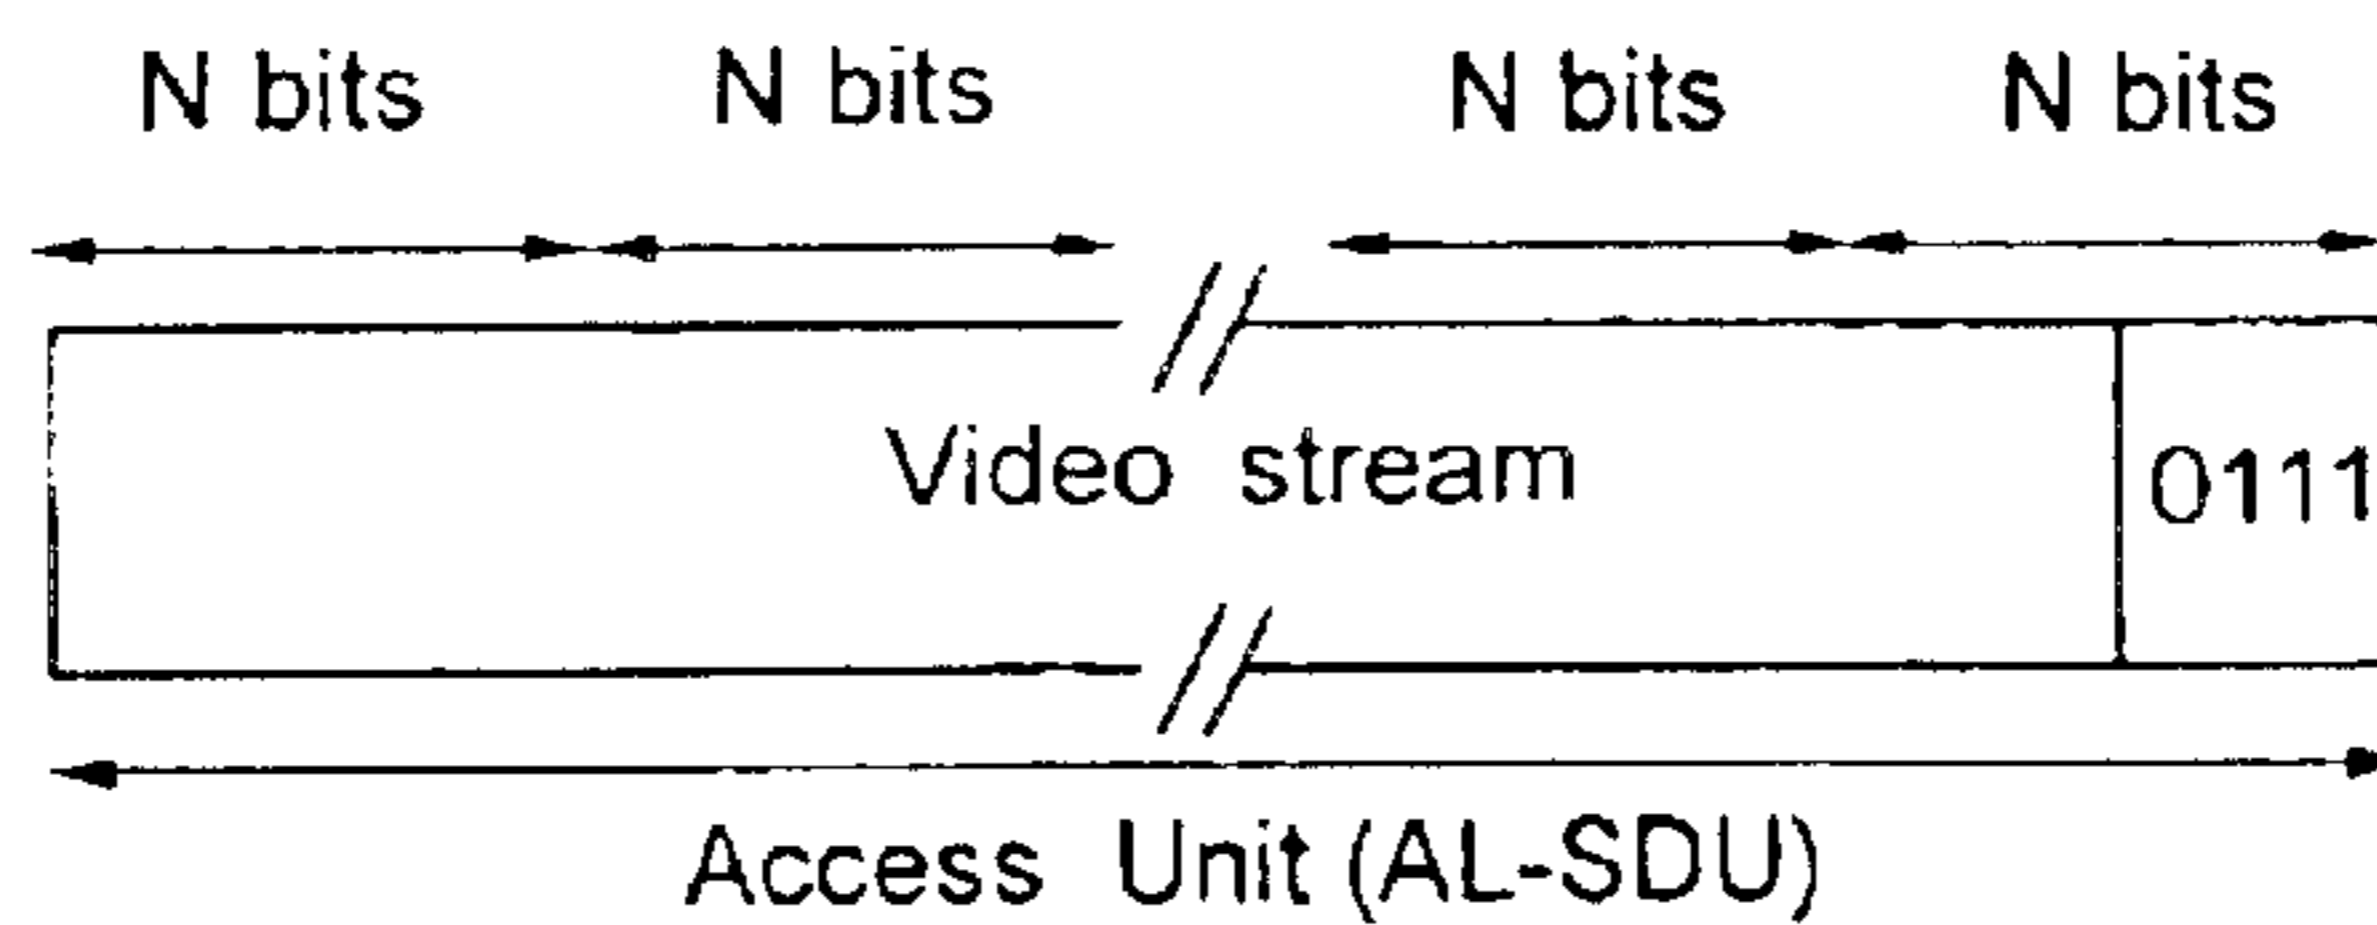 N bits N bits N bits N bits
Video stream 0111
Access Unit (AL-SDU)